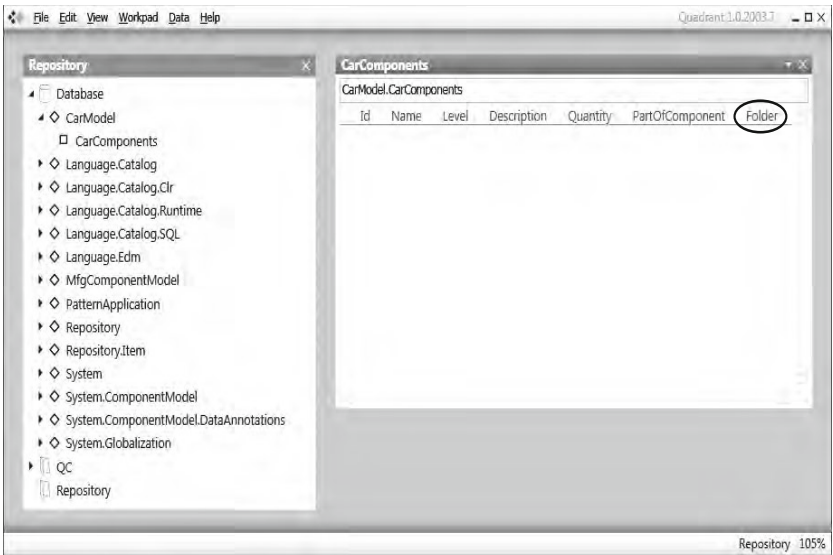 File Edit View Workpad Data Help
Quadrant 1.0.2003.1
Repository X
Database
CarModel
CarComponents
Language.Catalog
Language.Catalog.Clr
Language.Catalog.Runtime
Language.Catalog.SQL
Language.Edm
MfgComponentModel
PatternApplication
Repository
Repository.Item
System
System.ComponentModel
System.ComponentModel.DataAnnotations
System.Globalization
QC
Repository
CarComponents
CarModel.CarComponents
Id Name Level Description Quantity PartOfComponent Folder
Repository 105%